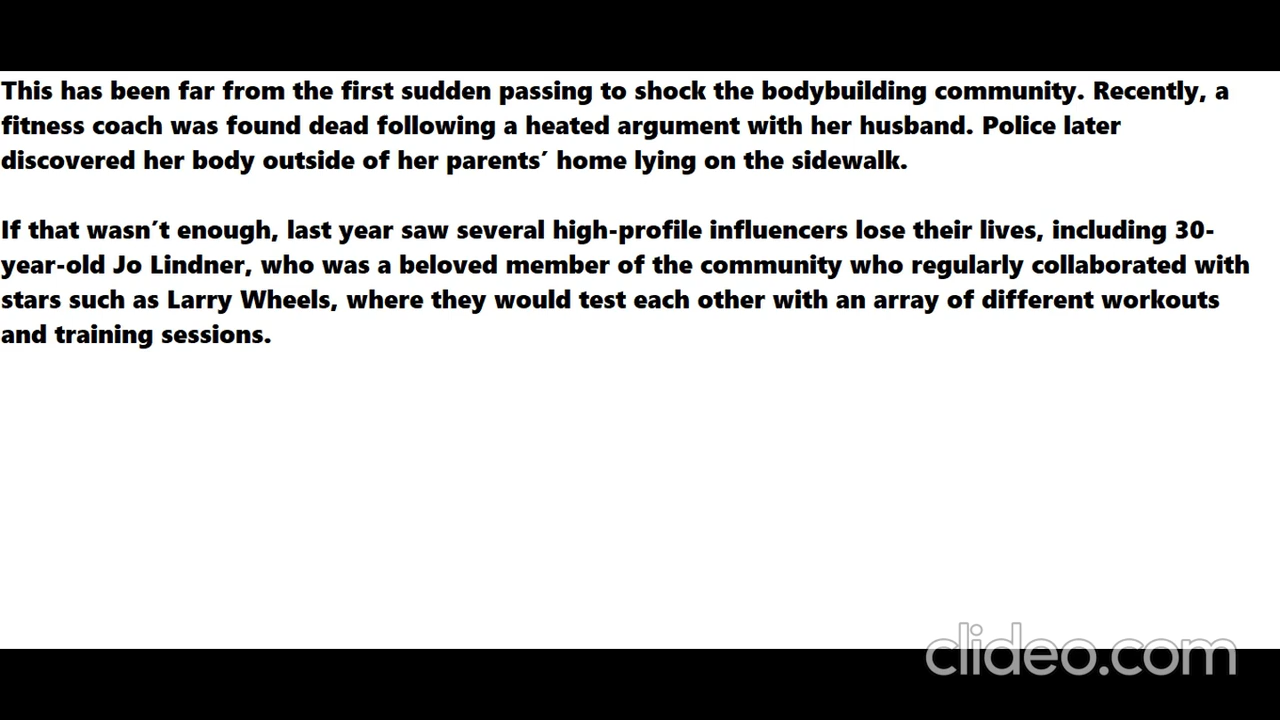 This has been far from the first sudden passing to shock the bodybuilding community. Recently, a
fitness coach was found dead following a heated argument with her husband. Police later
discovered her body outside of her parents’ home lying on the sidewalk.
If that wasn’t enough, last year saw several high-profile influencers lose their lives, including 30-
year-old Jo Lindner, who was a beloved member of the community who regularly collaborated with
stars such as Larry Wheels, where they would test each other with an array of different workouts
and training sessions.
clideo.com